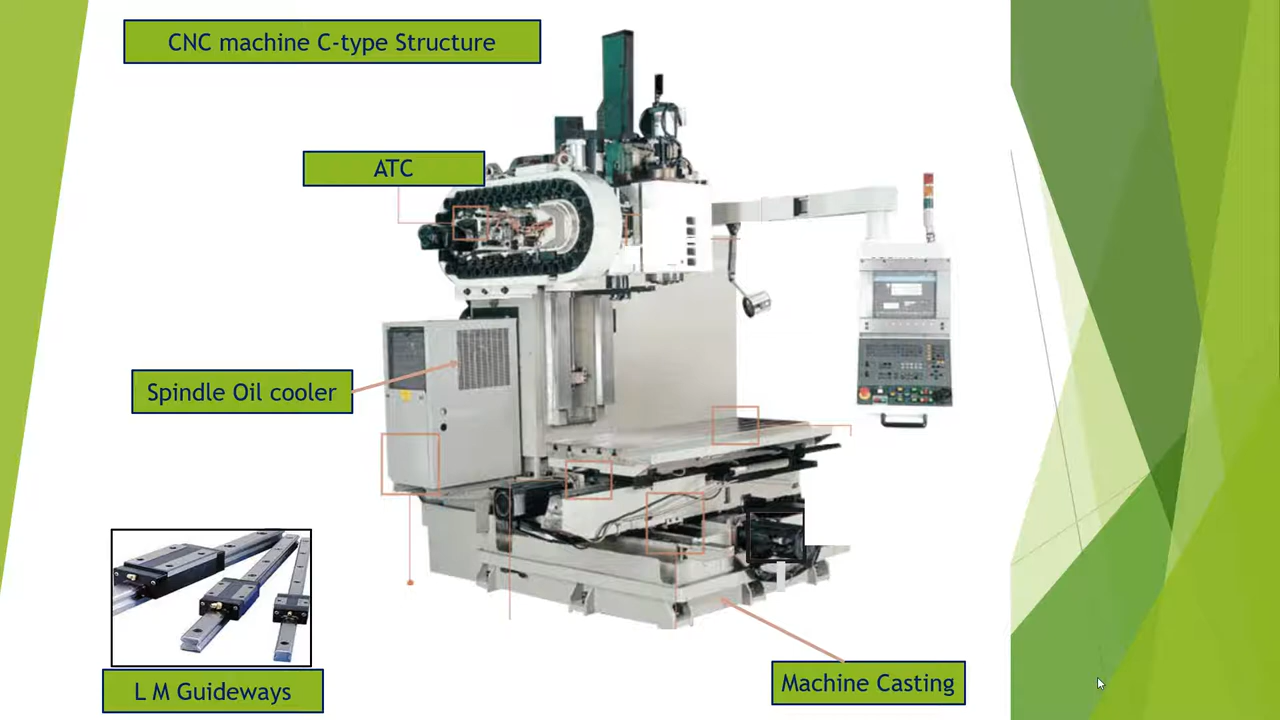 CNC machine C-type Structure
ATC
Spindle Oil cooler
L M Guideways
Machine Casting